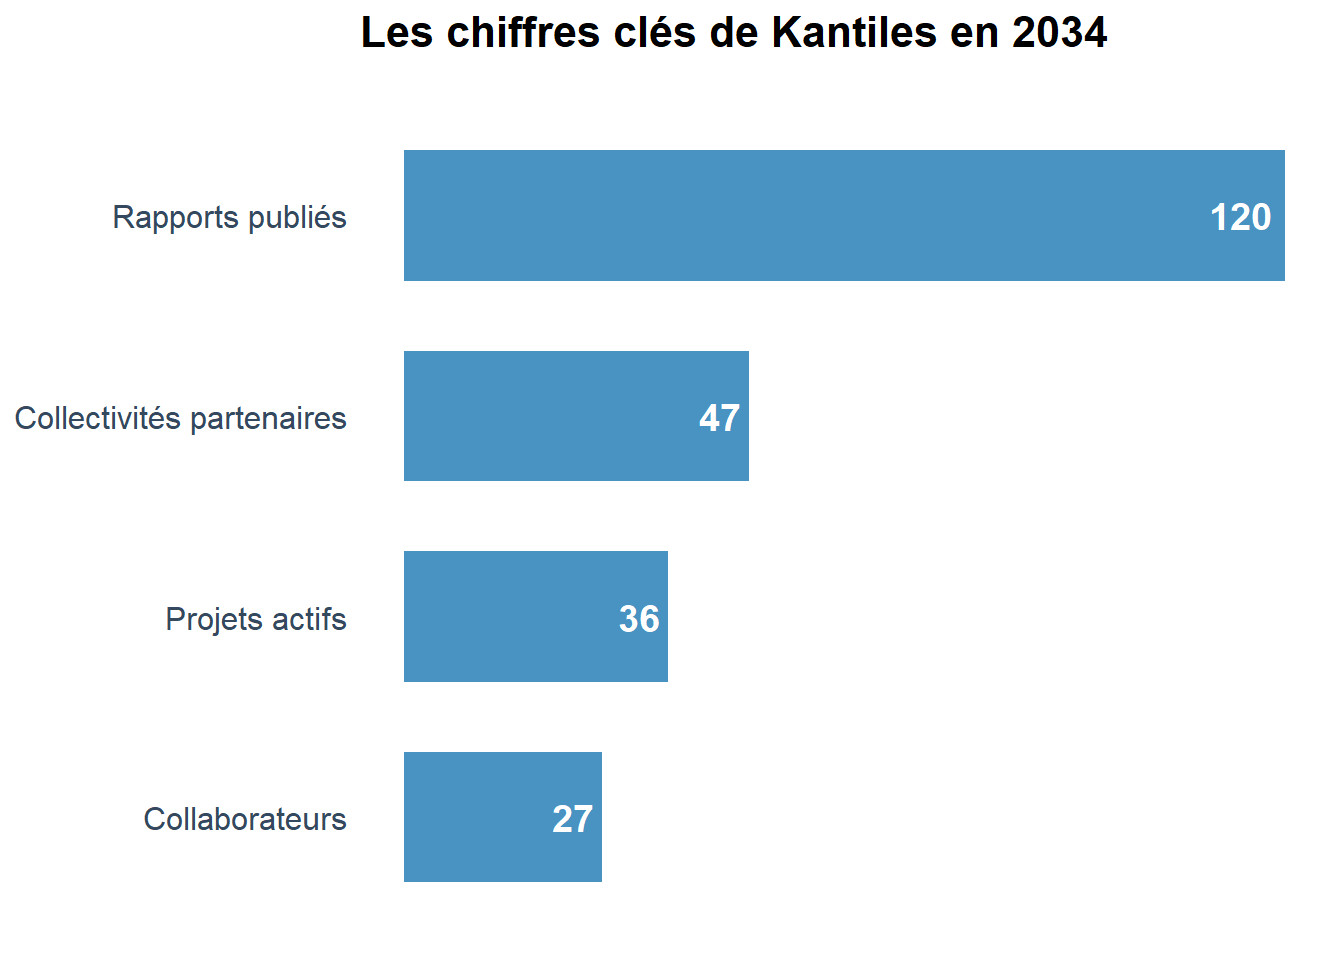 Les chiffres clés de Kantiles en 2034
Rapports publiés
120
Collectivités partenaires
47
Projets actifs
36
Collaborateurs
27